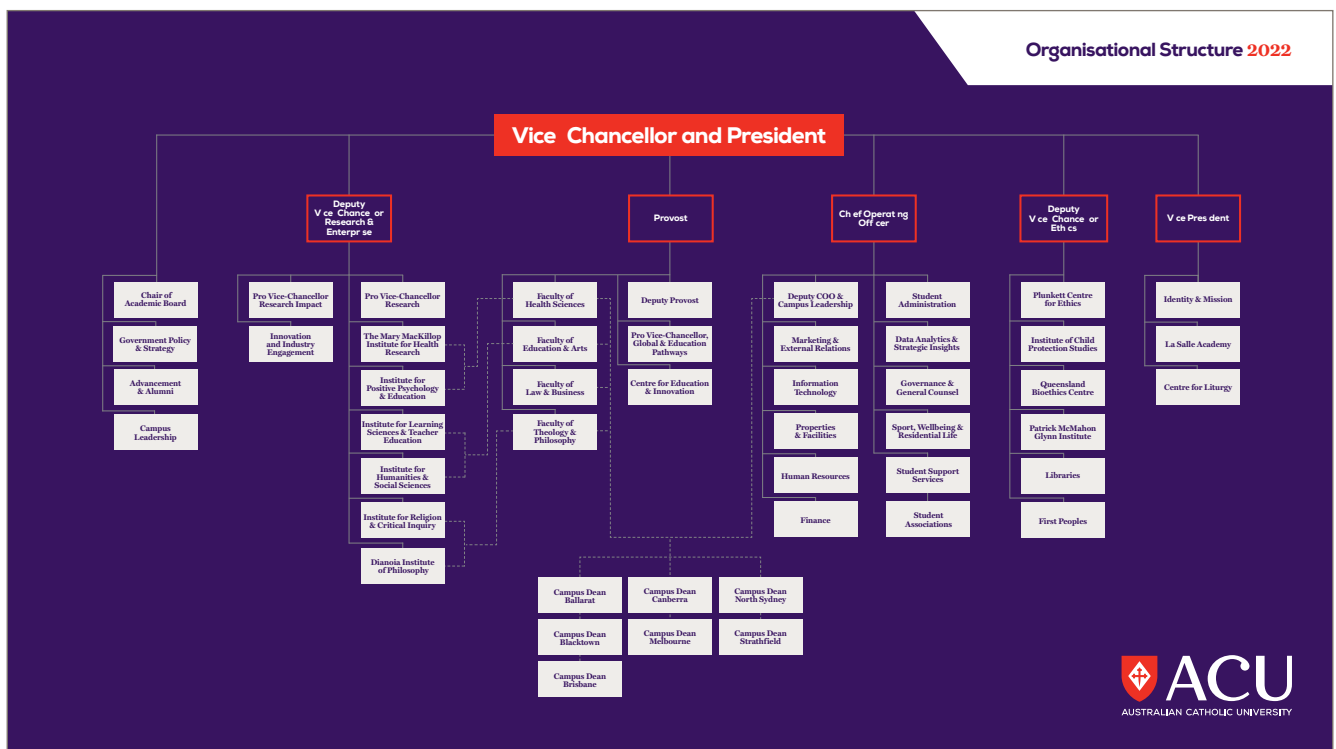 Organisational Structure 2022
Vice Chancellor and President
Deputy
V ce Chance or
Research &
Enterpr se
Provost
Ch ef Operat ng
Off cer
Deputy
V ce Chance or
Eth cs
V ce Pres dent
Chair of
Academic Board
Government Policy
& Strategy
Advancement
& Alumni
Campus
Leadership
Pro Vice-Chancellor
Research Impact
Innovation
and Industry
Engagement
Pro Vice-Chancellor
Research
The Mary MacKillop
Institute for Health
Research
Institute for
Positive Psychology
& Education
Institute for Learning
Sciences & Teacher
Education
Institute for
Humanities &
Social Sciences
Institute for Religion
& Critical Inquiry
Dianoia Institute
of Philosophy
Faculty of
Health Sciences
Faculty of
Education & Arts
Faculty of
Law & Business
Faculty of
Theology &
Philosophy
Deputy Provost
Pro Vice-Chancellor,
Global & Education
Pathways
Centre for Education
& Innovation
Deputy COO &
Campus Leadership
Marketing &
External Relations
Information
Technology
Properties
& Facilities
Human Resources
Finance
Student
Administration
Data Analytics &
Strategic Insights
Governance &
General Counsel
Sport, Wellbeing &
Residential Life
Student Support
Services
Student
Associations
Plunkett Centre
for Ethics
Institute of Child
Protection Studies
Queensland
Bioethics Centre
Patrick McMahon
Glynn Institute
Libraries
First Peoples
Identity & Mission
La Salle Academy
Centre for Liturgy
Campus Dean
Ballarat
Campus Dean
Canberra
Campus Dean
North Sydney
Campus Dean
Blacktown
Campus Dean
Melbourne
Campus Dean
Strathfield
Campus Dean
Brisbane
ACU
AUSTRALIAN CATHOLIC UNIVERSITY